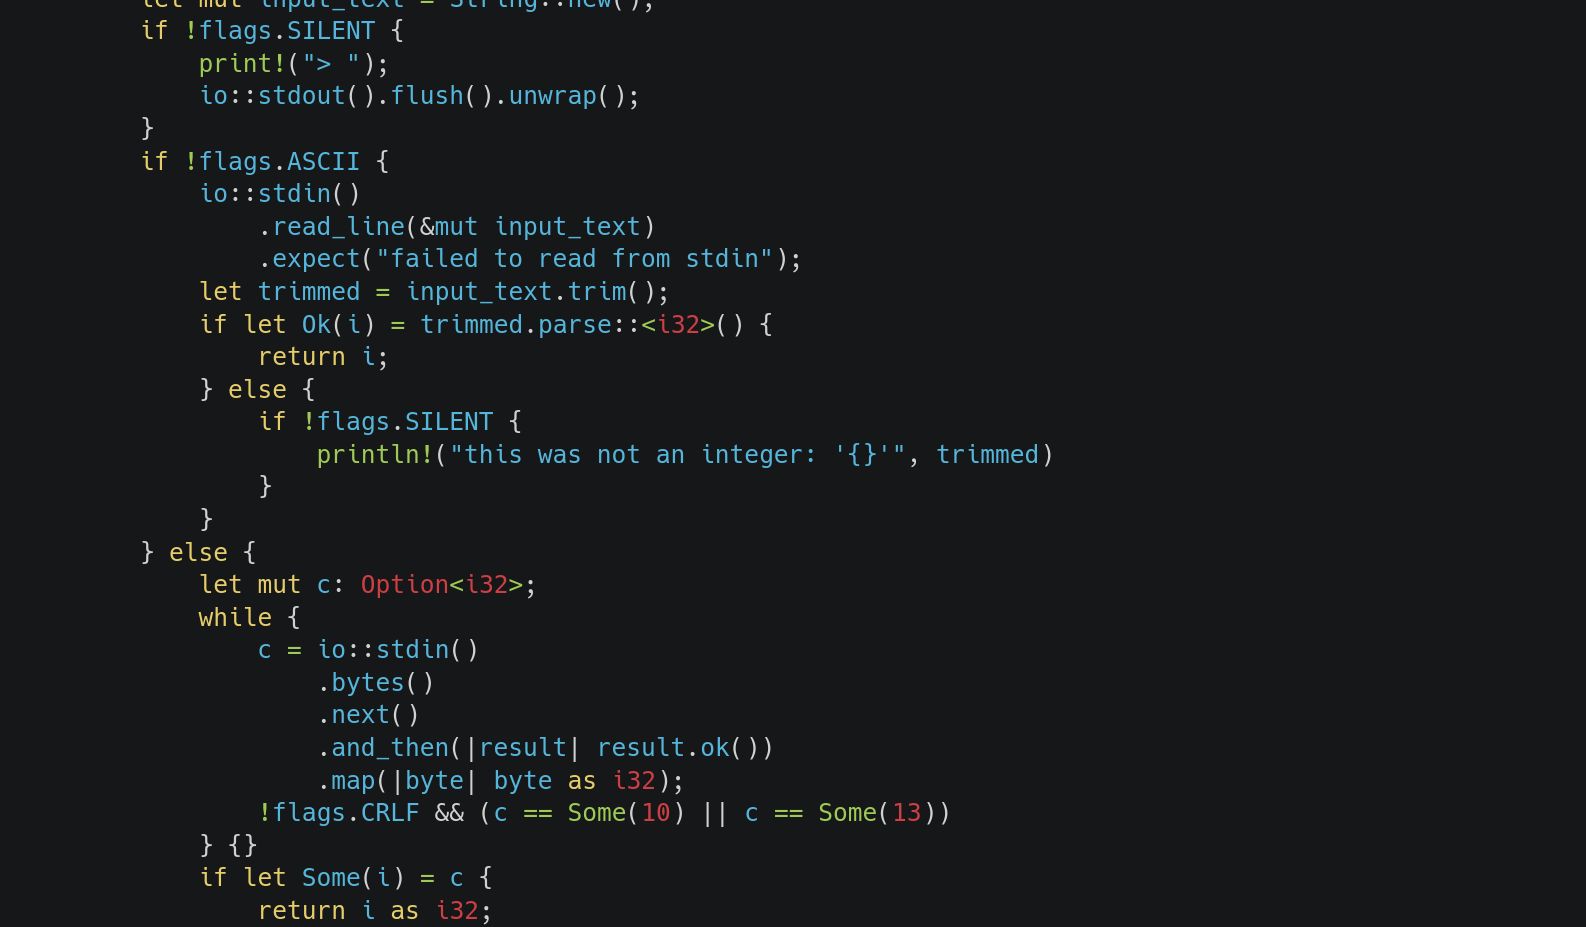 let mut input_text = String::new();
if !flags.SILENT {
print!("> ");
io::stdout().flush().unwrap();
}
if !flags.ASCII {
io::stdin()
.read_line(&mut input_text)
.expect("failed to read from stdin");
let trimmed = input_text.trim();
if let Ok(i) = trimmed.parse::<i32>() {
return i;
} else {
if !flags.SILENT {
println!("this was not an integer: '{}'", trimmed)
}
}
} else {
let mut c: Option<i32>;
while {
c = io::stdin()
.bytes()
.next()
.and_then(|result| result.ok())
.map(|byte| byte as i32);
!flags.CRLF && (c == Some(10) || c == Some(13))
} {}
if let Some(i) = c {
return i as i32;